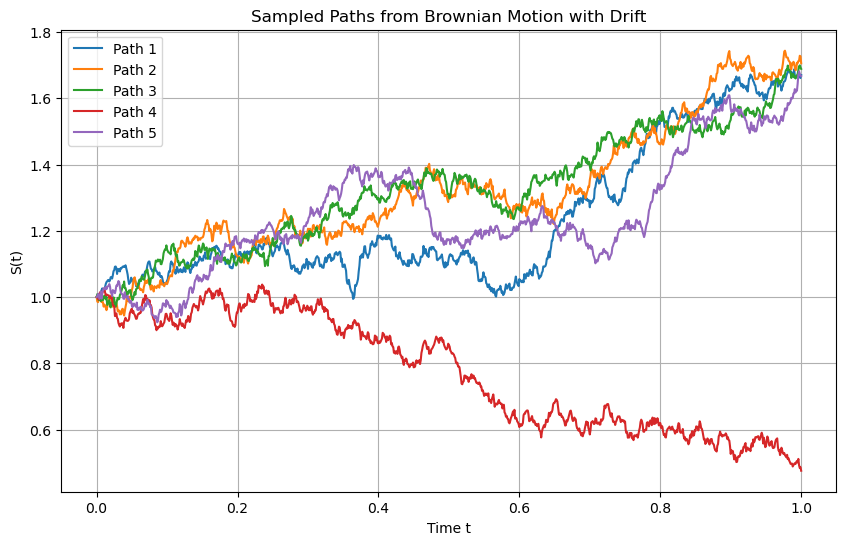 Sampled Paths from Brownian Motion with Drift
Path 1
Path 2
Path 3
Path 4
Path 5
S(t)
1.8
1.6
1.4
1.2
1.0
0.8
0.6
0.0 0.2 0.4 0.6 0.8 1.0
Time t